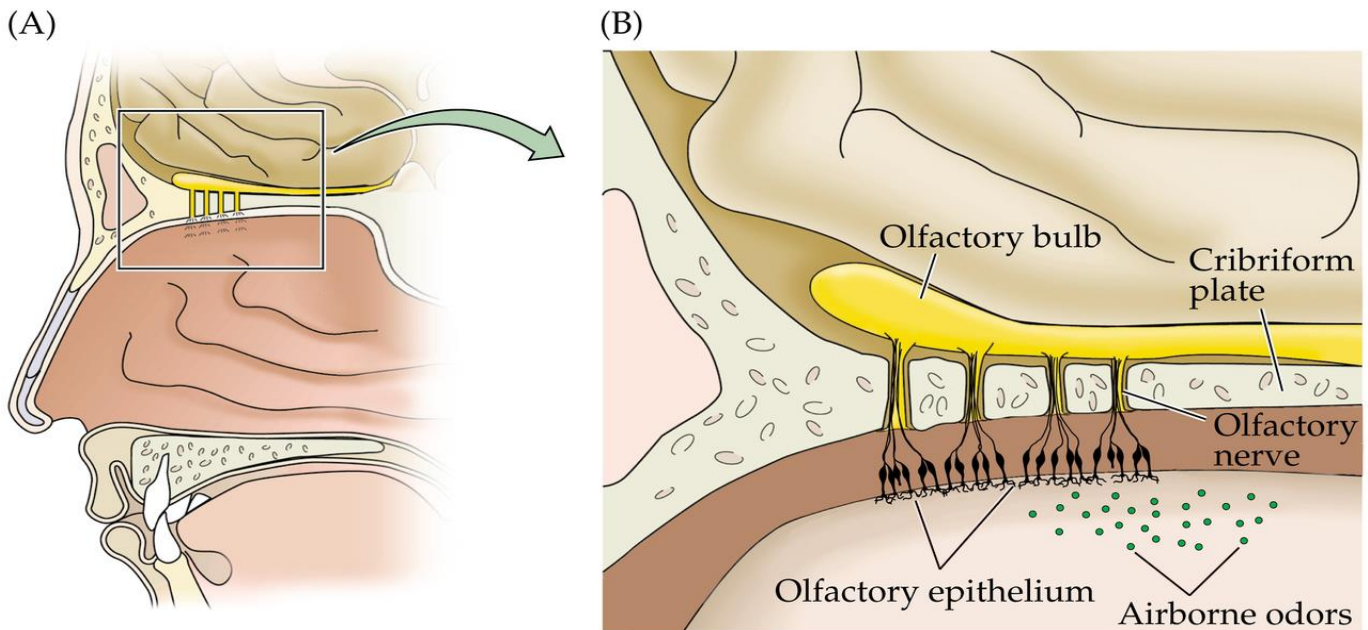 (A)
(B)
Olfactory bulb
Cribriform
plate
Olfactory
nerve
Olfactory epithelium
Airborne odors